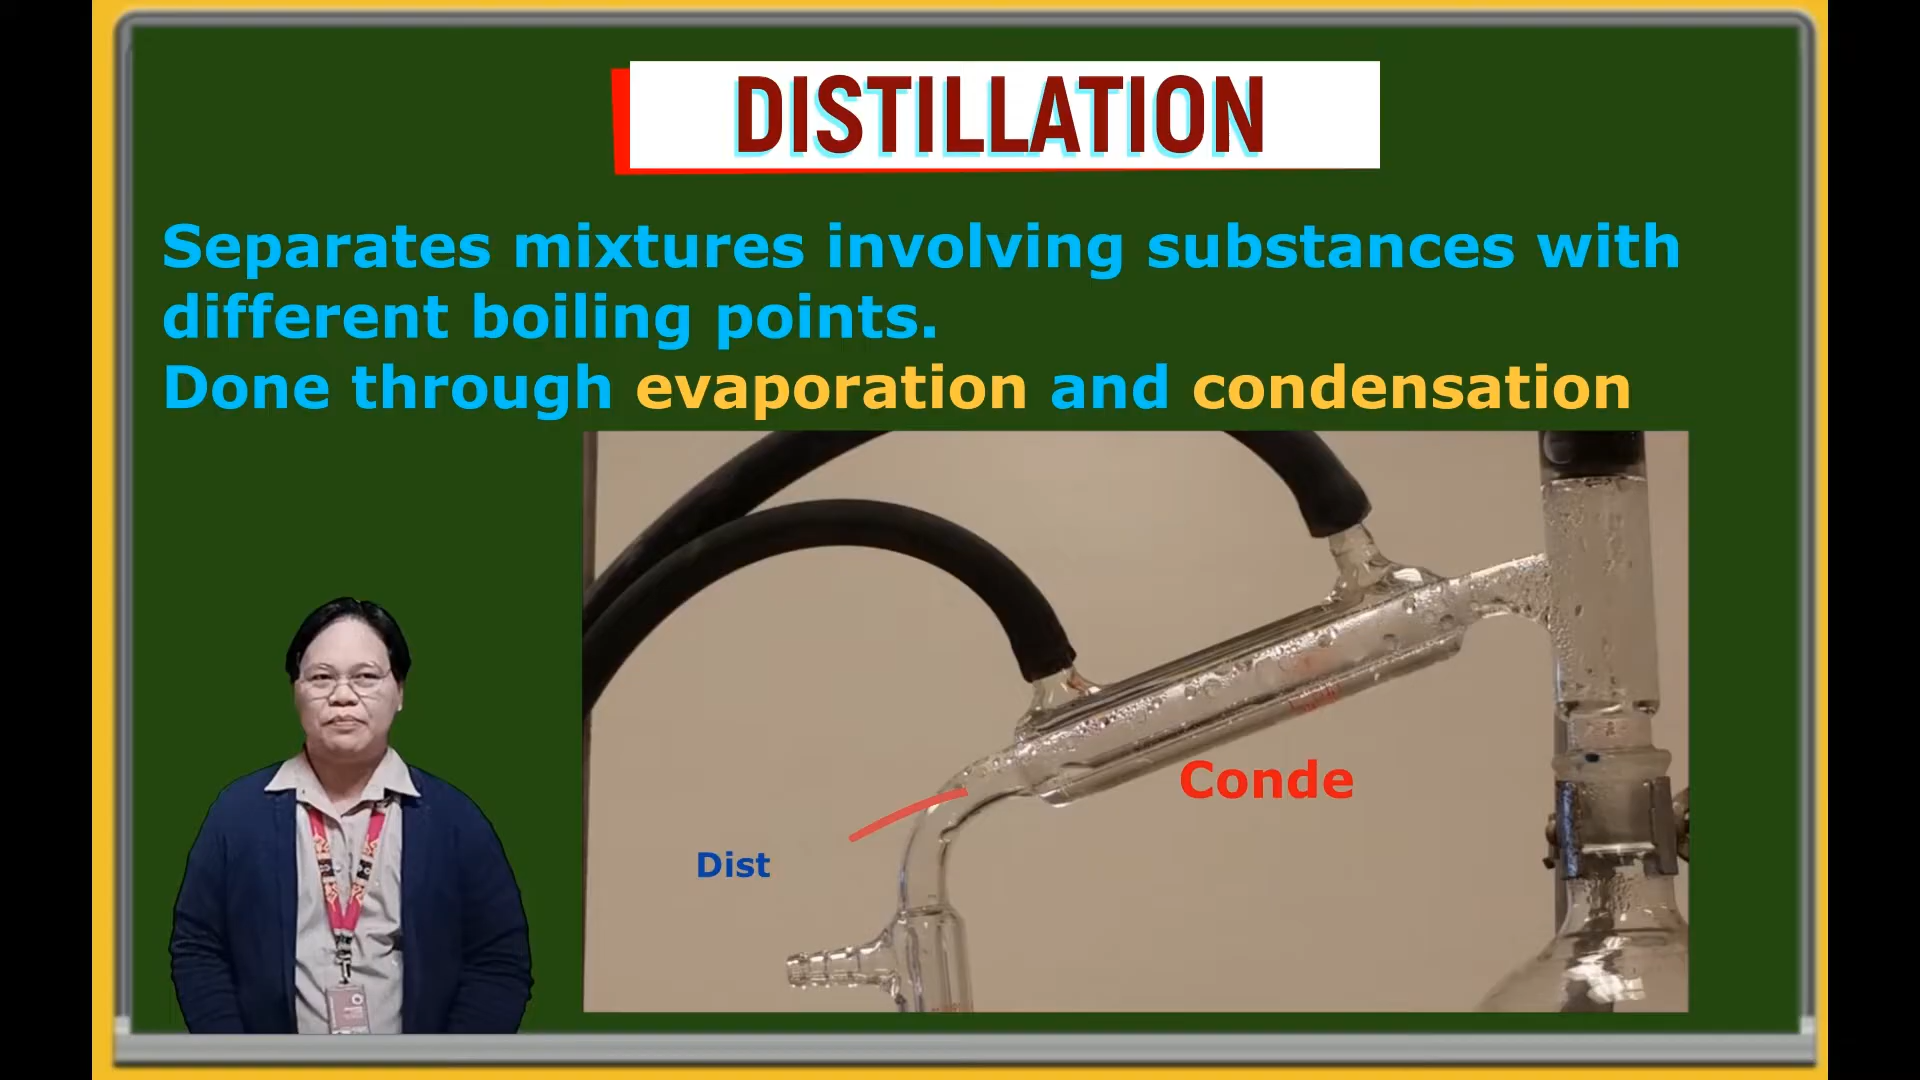 DISTILLATION
Separates mixtures involving substances with
different boiling points.
Done through evaporation and condensation
Conde
Dist